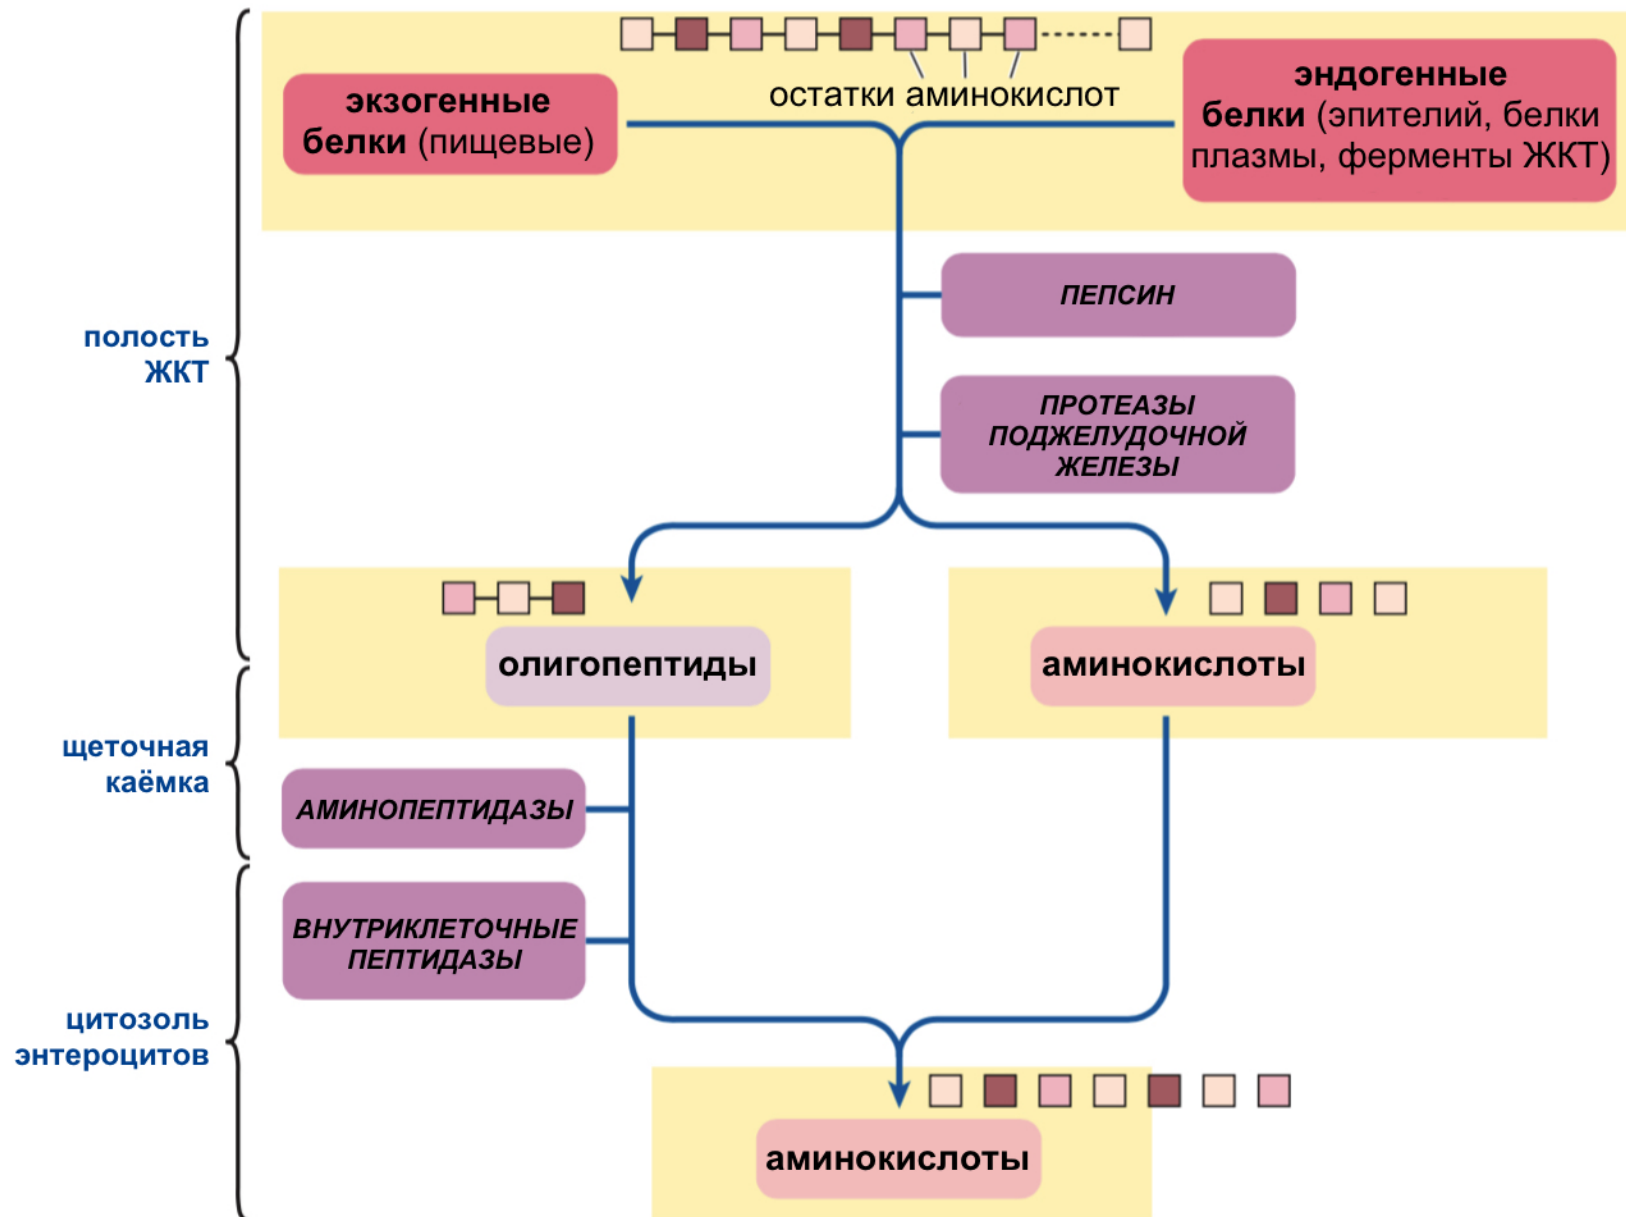 остатки аминокислот
экзогенные
белки (пищевые)
эндогенные
белки (эпителий, белки
плазмы, ферменты ЖКТ)
ПЕПСИН
полость
ЖКТ
ПРОТЕАЗЫ
ПОДЖЕЛУДОЧНОЙ
ЖЕЛЕЗЫ
олигопептиды
аминокислоты
щеточная
каёмка
АМИНОПЕПТИДАЗЫ
ВНУТРИКЛЕТОЧНЫЕ
ПЕПТИДАЗЫ
цитозоль
энтероцитов
аминокислоты